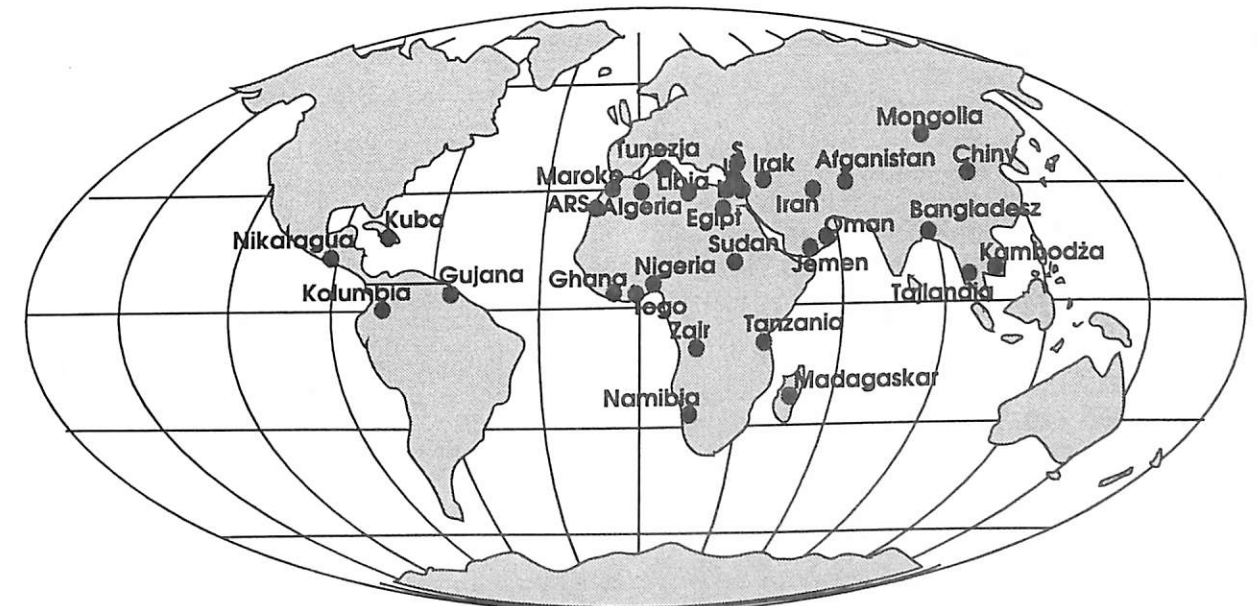 Mongolia
S
Tunezja
Irak
Afganistan
Chiny
Maroko
Libia
ARS
Algeria
Iran
Egipt
Bangladesz
Kuba
Oman
Nikaragua
Sudan
Jemen
Kambodża
Nigeria
Gujana
Ghana
Kolumbia
Togo
Tajlandia
Zair
Tanzania
Madagaskar
Namibia